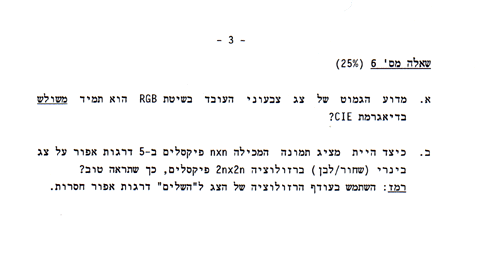 - 3 -
שאלה מס' 6 (25%)
א. מדוע הגמוט של צג צבעוני העובד בשיטת RGB הוא תמיד משולש
בדיאגרמת CIE?
ב. כיצד היית מציג תמונה המכילה nxn פיקסלים ב-5 דרגות אפור על צג
בינרי (שחור/לבן) ברזולוציה 2nx2n פיקסלים, כך שתראה טוב?
רמז: השתמש בעודף הרזולוציה של הצג ל"השלים" דרגות אפור חסרות.